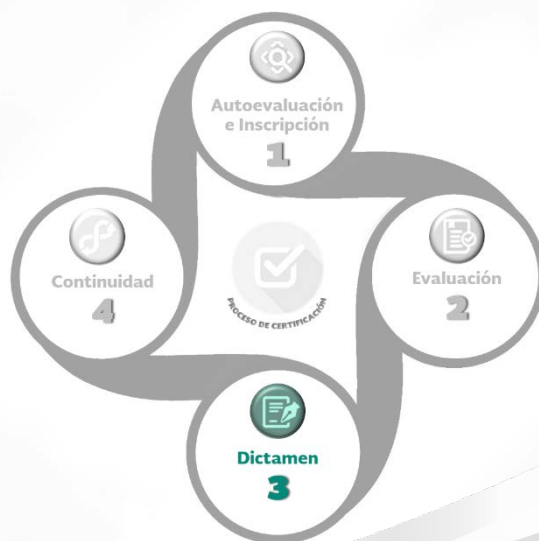 Autoevaluación
e Inscripción
1
Continuidad
4
PROCESO DE CERTIFICACIÓN
Evaluación
2
Dictamen
3